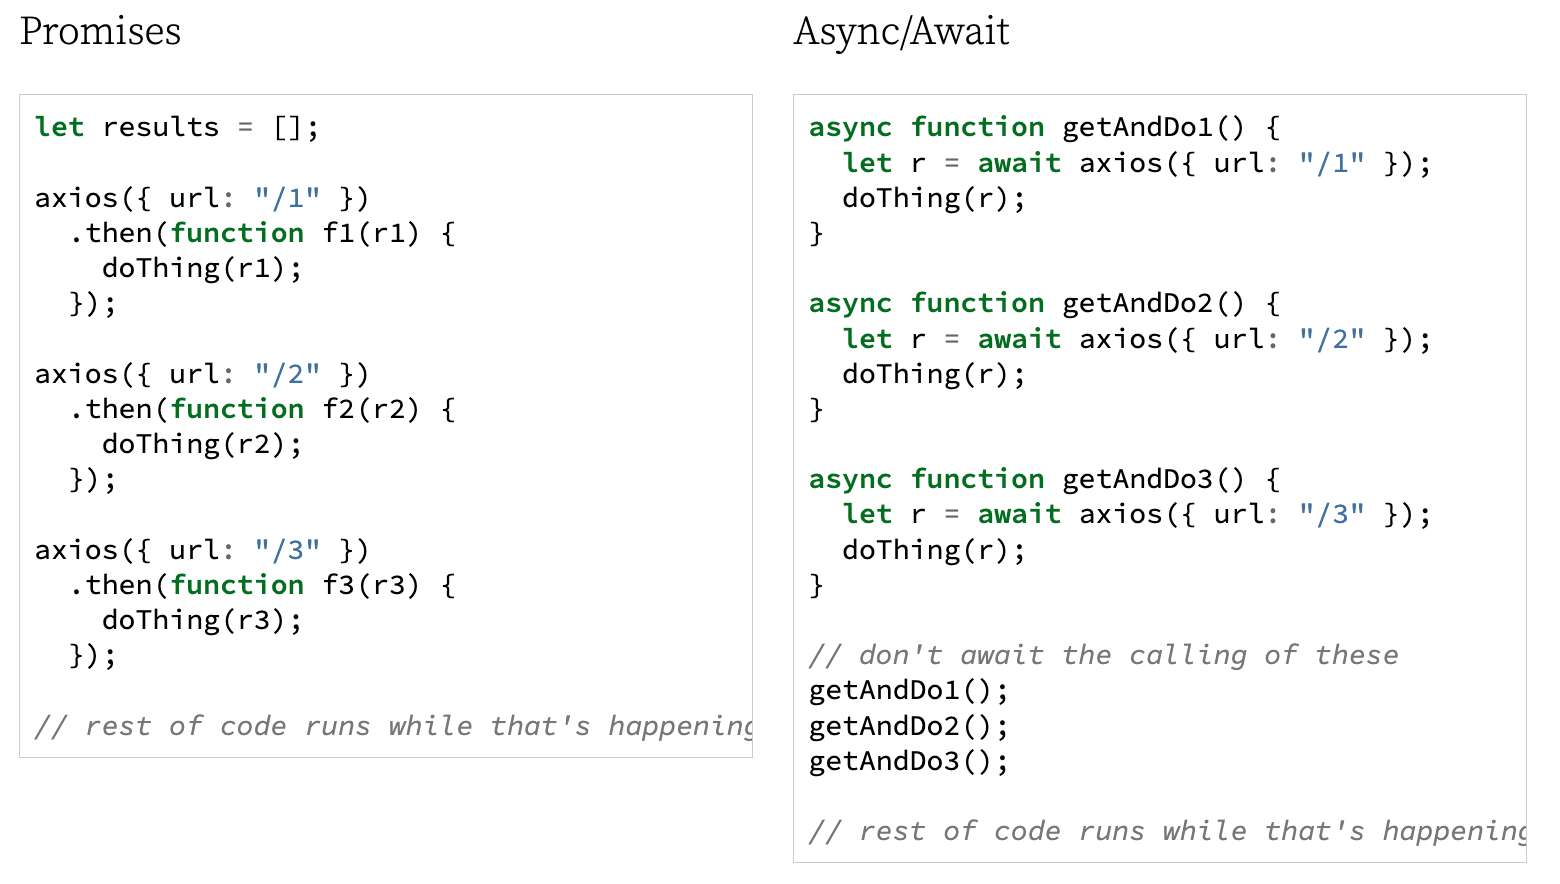 Promises
let results = [];
axios({ url: "/1" })
  .then(function f1(r1) {
    doThing(r1);
  });
axios({ url: "/2" })
  .then(function f2(r2) {
    doThing(r2);
  });
axios({ url: "/3" })
  .then(function f3(r3) {
    doThing(r3);
  });
// rest of code runs while that's happening
Async/Await
async function getAndDo1() {
  let r = await axios({ url: "/1" });
  doThing(r);
}
async function getAndDo2() {
  let r = await axios({ url: "/2" });
  doThing(r);
}
async function getAndDo3() {
  let r = await axios({ url: "/3" });
  doThing(r);
}
// don't await the calling of these
getAndDo1();
getAndDo2();
getAndDo3();
// rest of code runs while that's happening